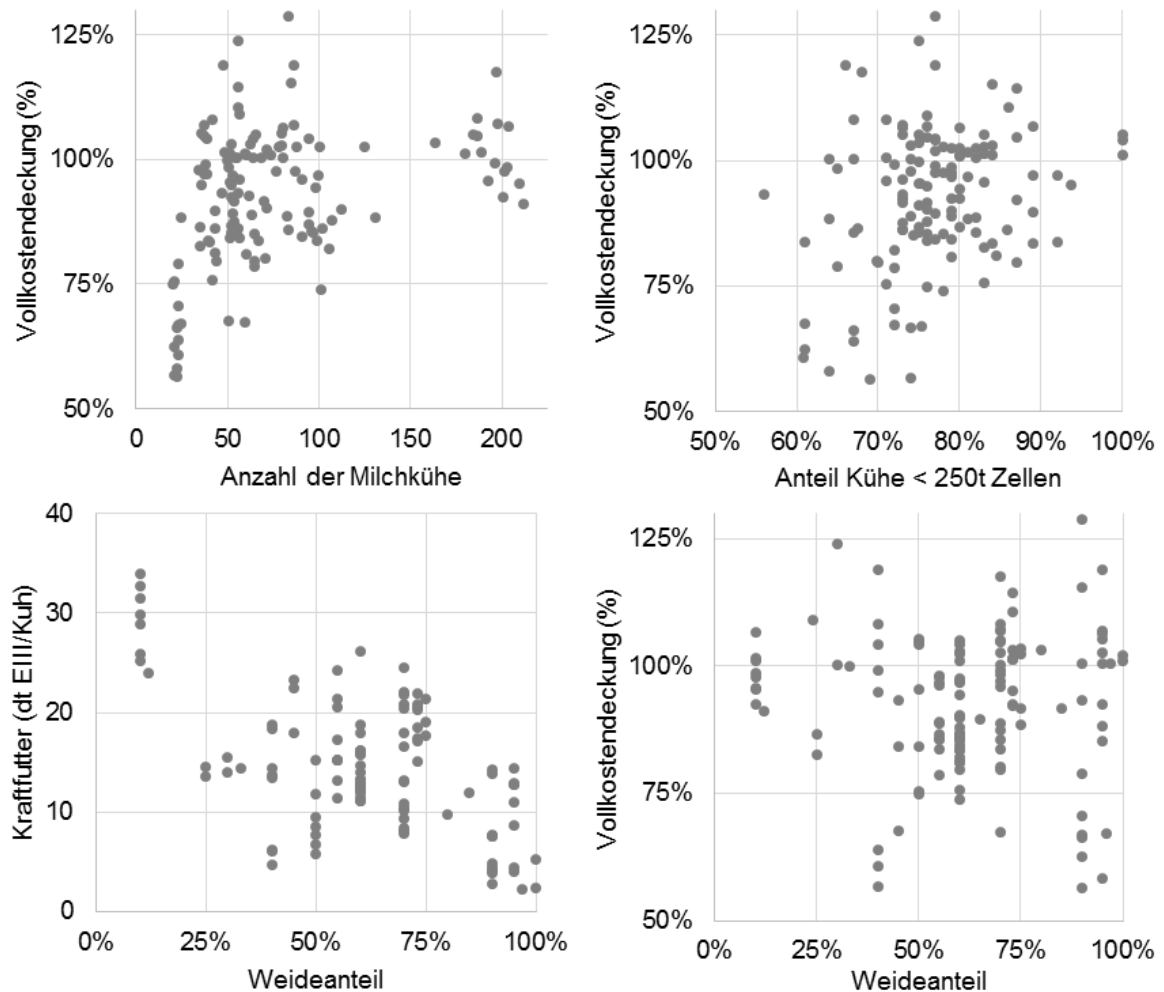 Vollkostendeckung (%)
125%
100%
75%
50%
0 50 100 150 200
Anzahl der Milchkühe
Vollkostendeckung (%)
125%
100%
75%
50%
50% 60% 70% 80% 90% 100%
Anteil Kühe < 250t Zellen
Kraftfutter (dt EIII/Kuh)
40
30
20
10
0
0% 25% 50% 75% 100%
Weideanteil
Vollkostendeckung (%)
125%
100%
75%
50%
0% 25% 50% 75% 100%
Weideanteil